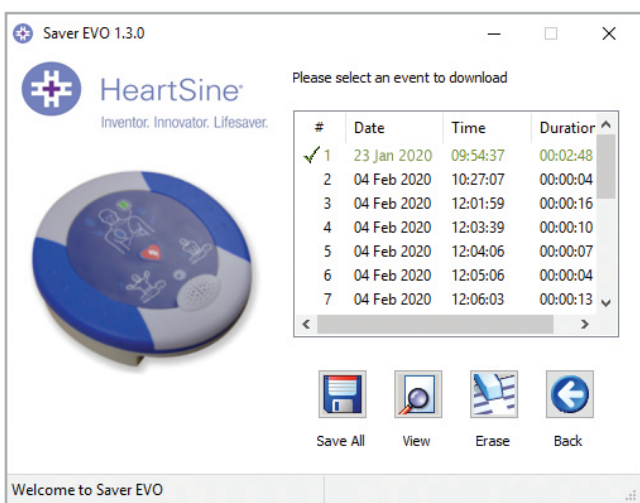 Saver EVO 1.3.0
HeartSine
Inventor. Innovator. Lifesaver.
Please select an event to download
# Date Time Duration
1 23 Jan 2020 09:54:37 00:02:48
2 04 Feb 2020 10:27:07 00:00:04
3 04 Feb 2020 12:01:59 00:00:16
4 04 Feb 2020 12:03:39 00:00:10
5 04 Feb 2020 12:04:06 00:00:07
6 04 Feb 2020 12:05:06 00:00:04
7 04 Feb 2020 12:06:03 00:00:13
Save All View Erase Back
Welcome to Saver EVO